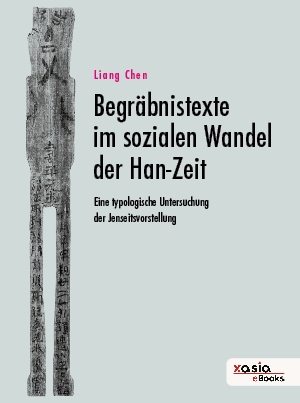 Liang Chen
Begräbnistexte
im sozialen Wandel
der Han-Zeit
Eine typologische Untersuchung
der Jenseitsvorstellung
xasia
eBooks